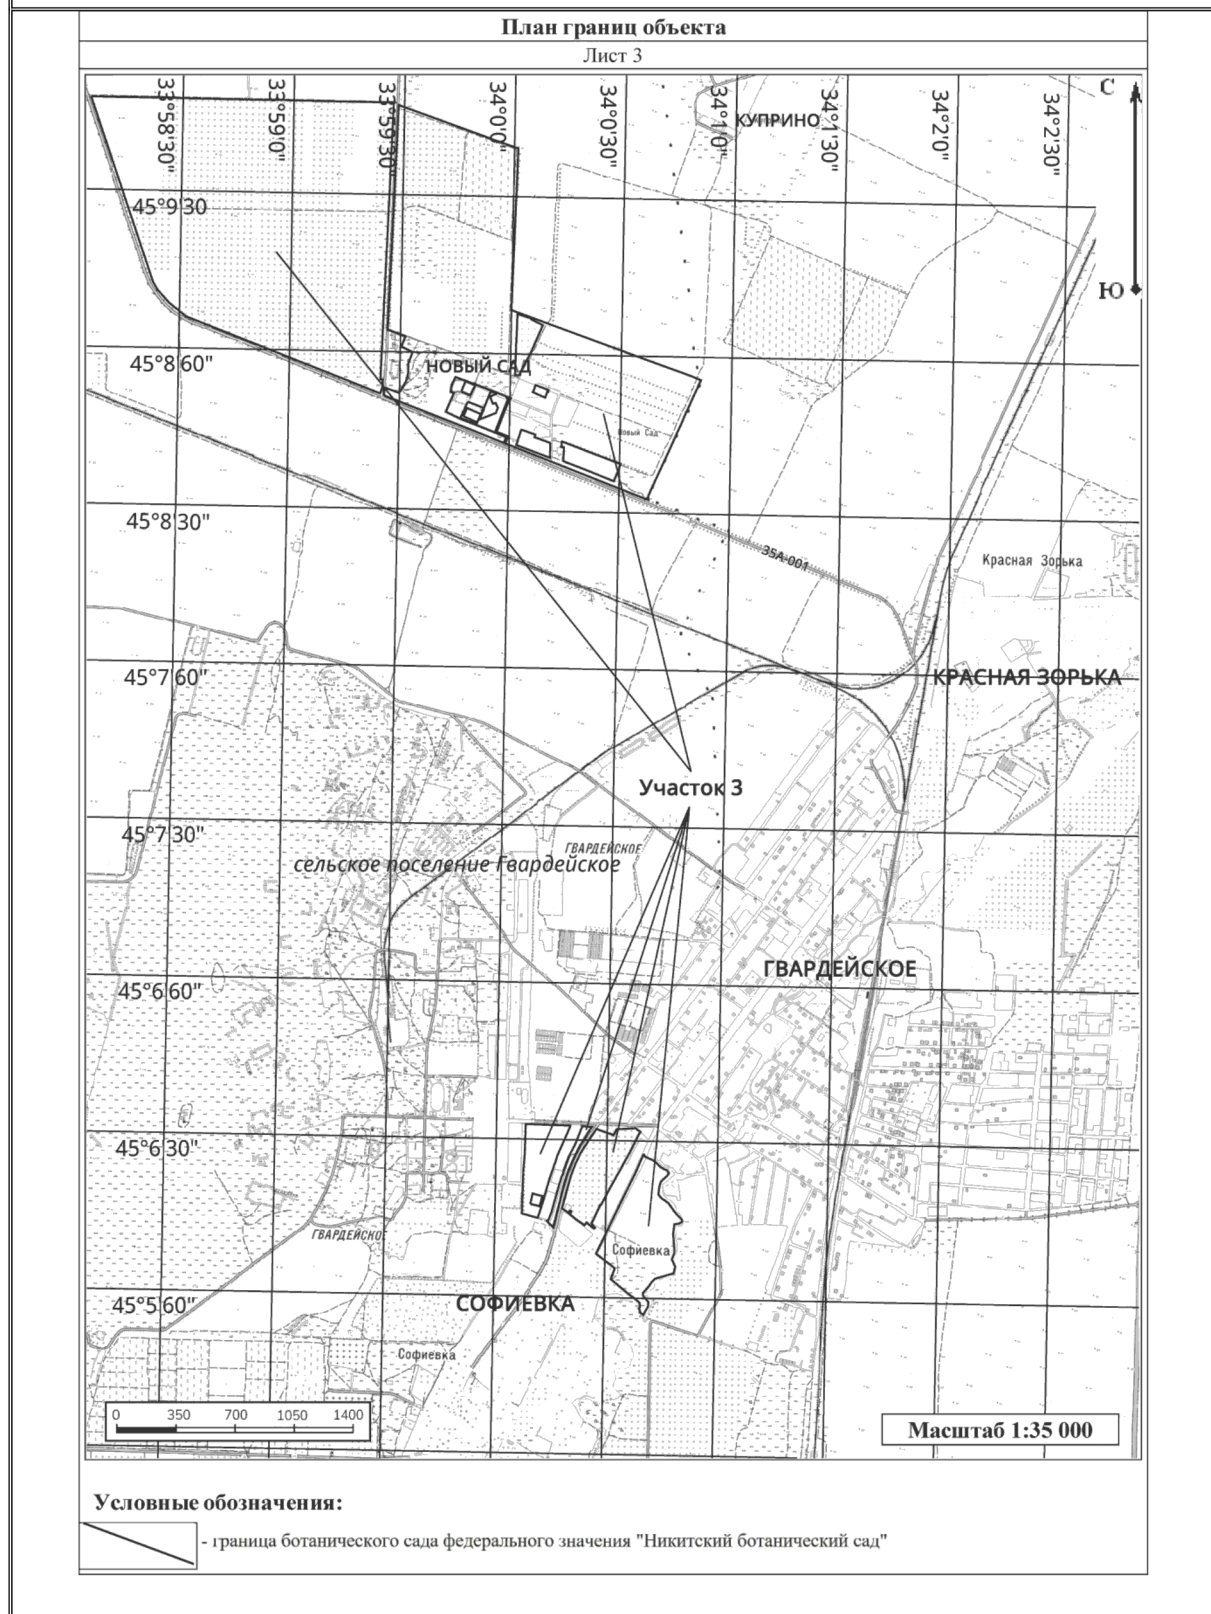 План границ объекта
Лист 3
33°58'30"
33°59'0"
33°59'30"
34°0'0"
34°0'30"
34°1'0"
34°1'30"
34°2'0"
34°2'30"
С
КУПРИНО
45°9'30
Ю
45°8'60"
НОВЫЙ САД
Новый Сад
45°8'30"
35А-001
Красная Зорька
45°7'60"
КРАСНАЯ ЗОРЬКА
Участок 3
45°7'30"
ГВАРДЕЙСКОЕ
сельское поселение Гвардейское
ГВАРДЕЙСКОЕ
45°6'60"
45°6'30"
ГВАРДЕЙСКОЕ
Софиевка
45°5'60"
СОФИЕВКА
Софиевка
0 350 700 1050 1400
Масштаб 1:35 000
Условные обозначения:
- граница ботанического сада федерального значения "Никитский ботанический сад"